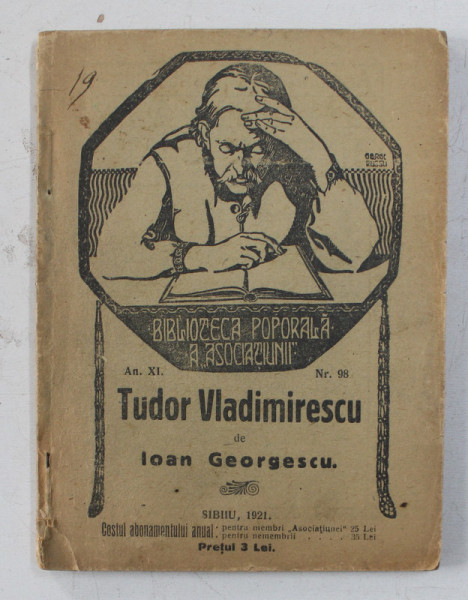 19
BIBLIOTECA POPORALĂ
A „ASOCIAȚIUNII”
An. XI. Nr. 98
Tudor Vladimirescu
de
Ioan Georgescu.
SIBIIU, 1921.
Costul abonamentului anual · pentru membri „Asociațiunei” 25 Lei
· pentru nemembrii . . . . . 35 Lei
Prețul 3 Lei.